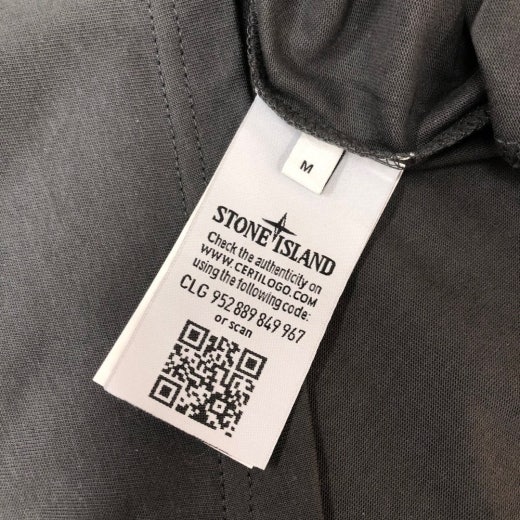 M
STONE ISLAND
Check the authenticity on
WWW.CERTILOGO.COM
using the following code:
CLG 952 889 849 967
or scan